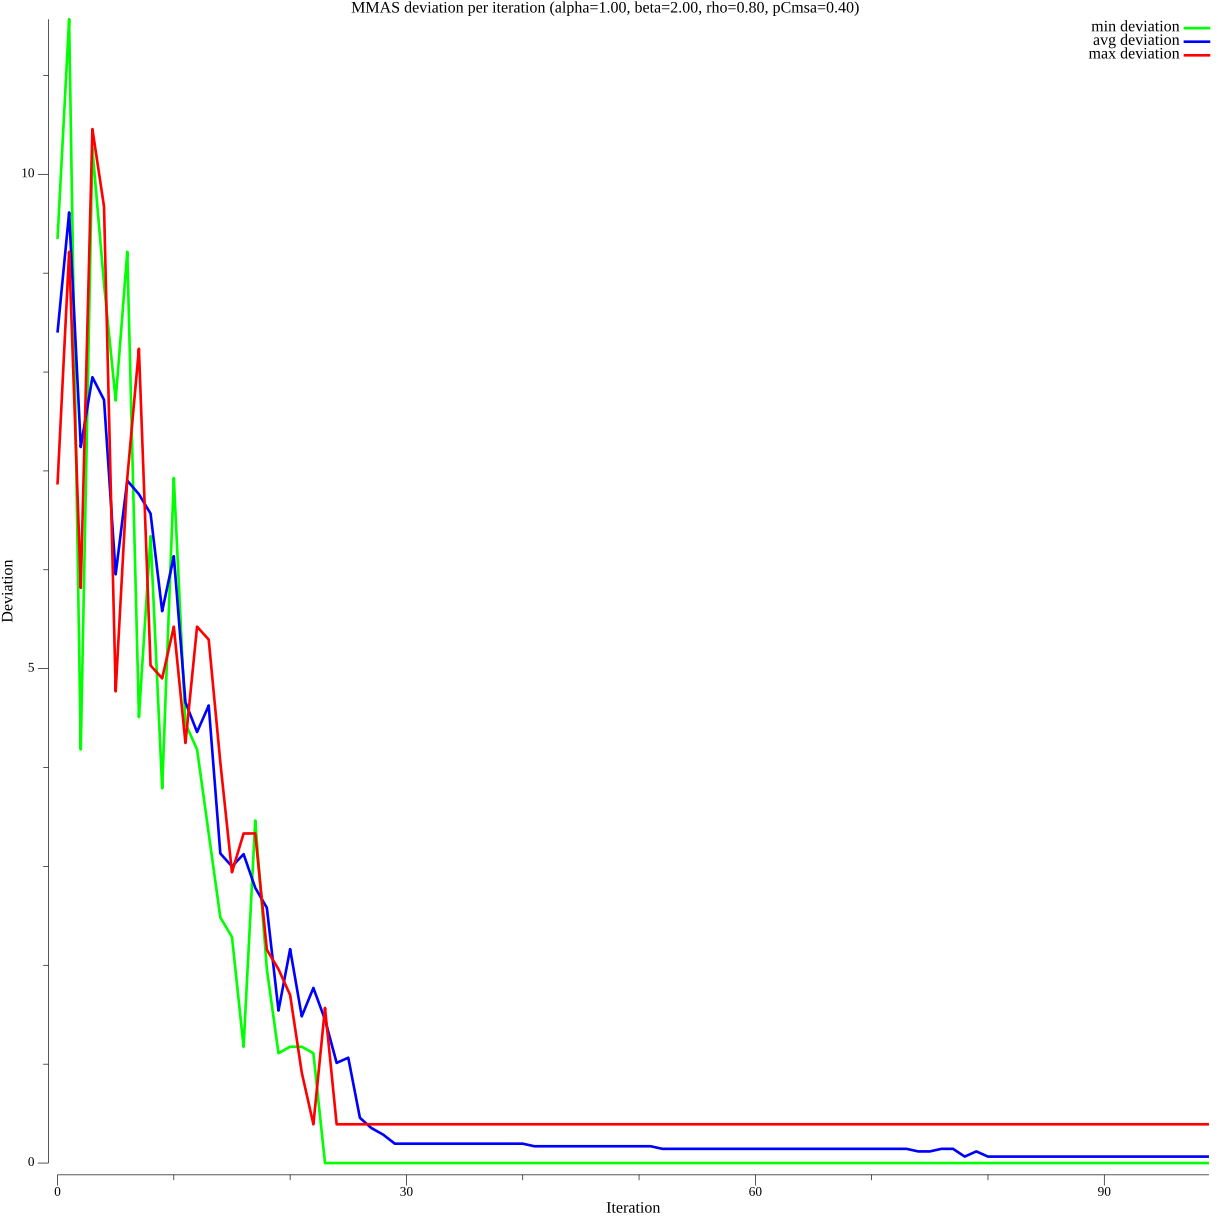 MMAS deviation per iteration (alpha=1.00, beta=2.00, rho=0.80, pCmsa=0.40)
min deviation
avg deviation
max deviation
10
5
0
Deviation
0
30
60
90
Iteration